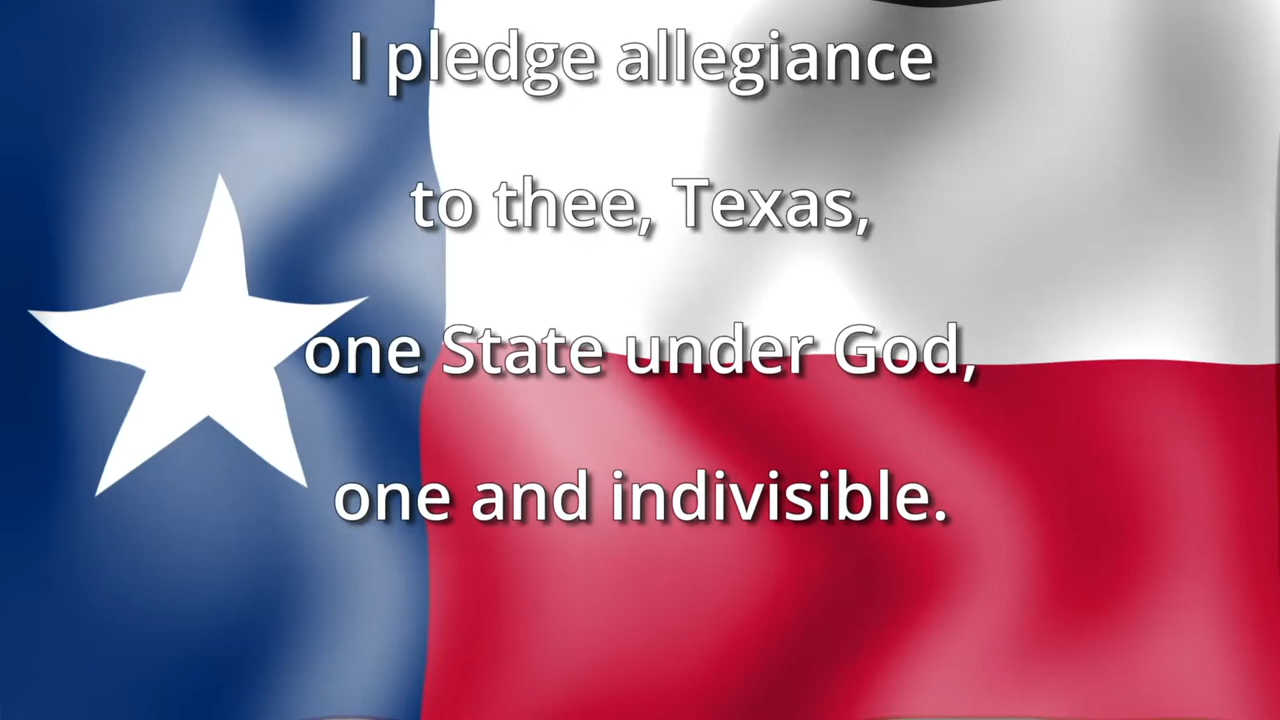 I pledge allegiance
to thee, Texas,
one State under God,
one and indivisible.